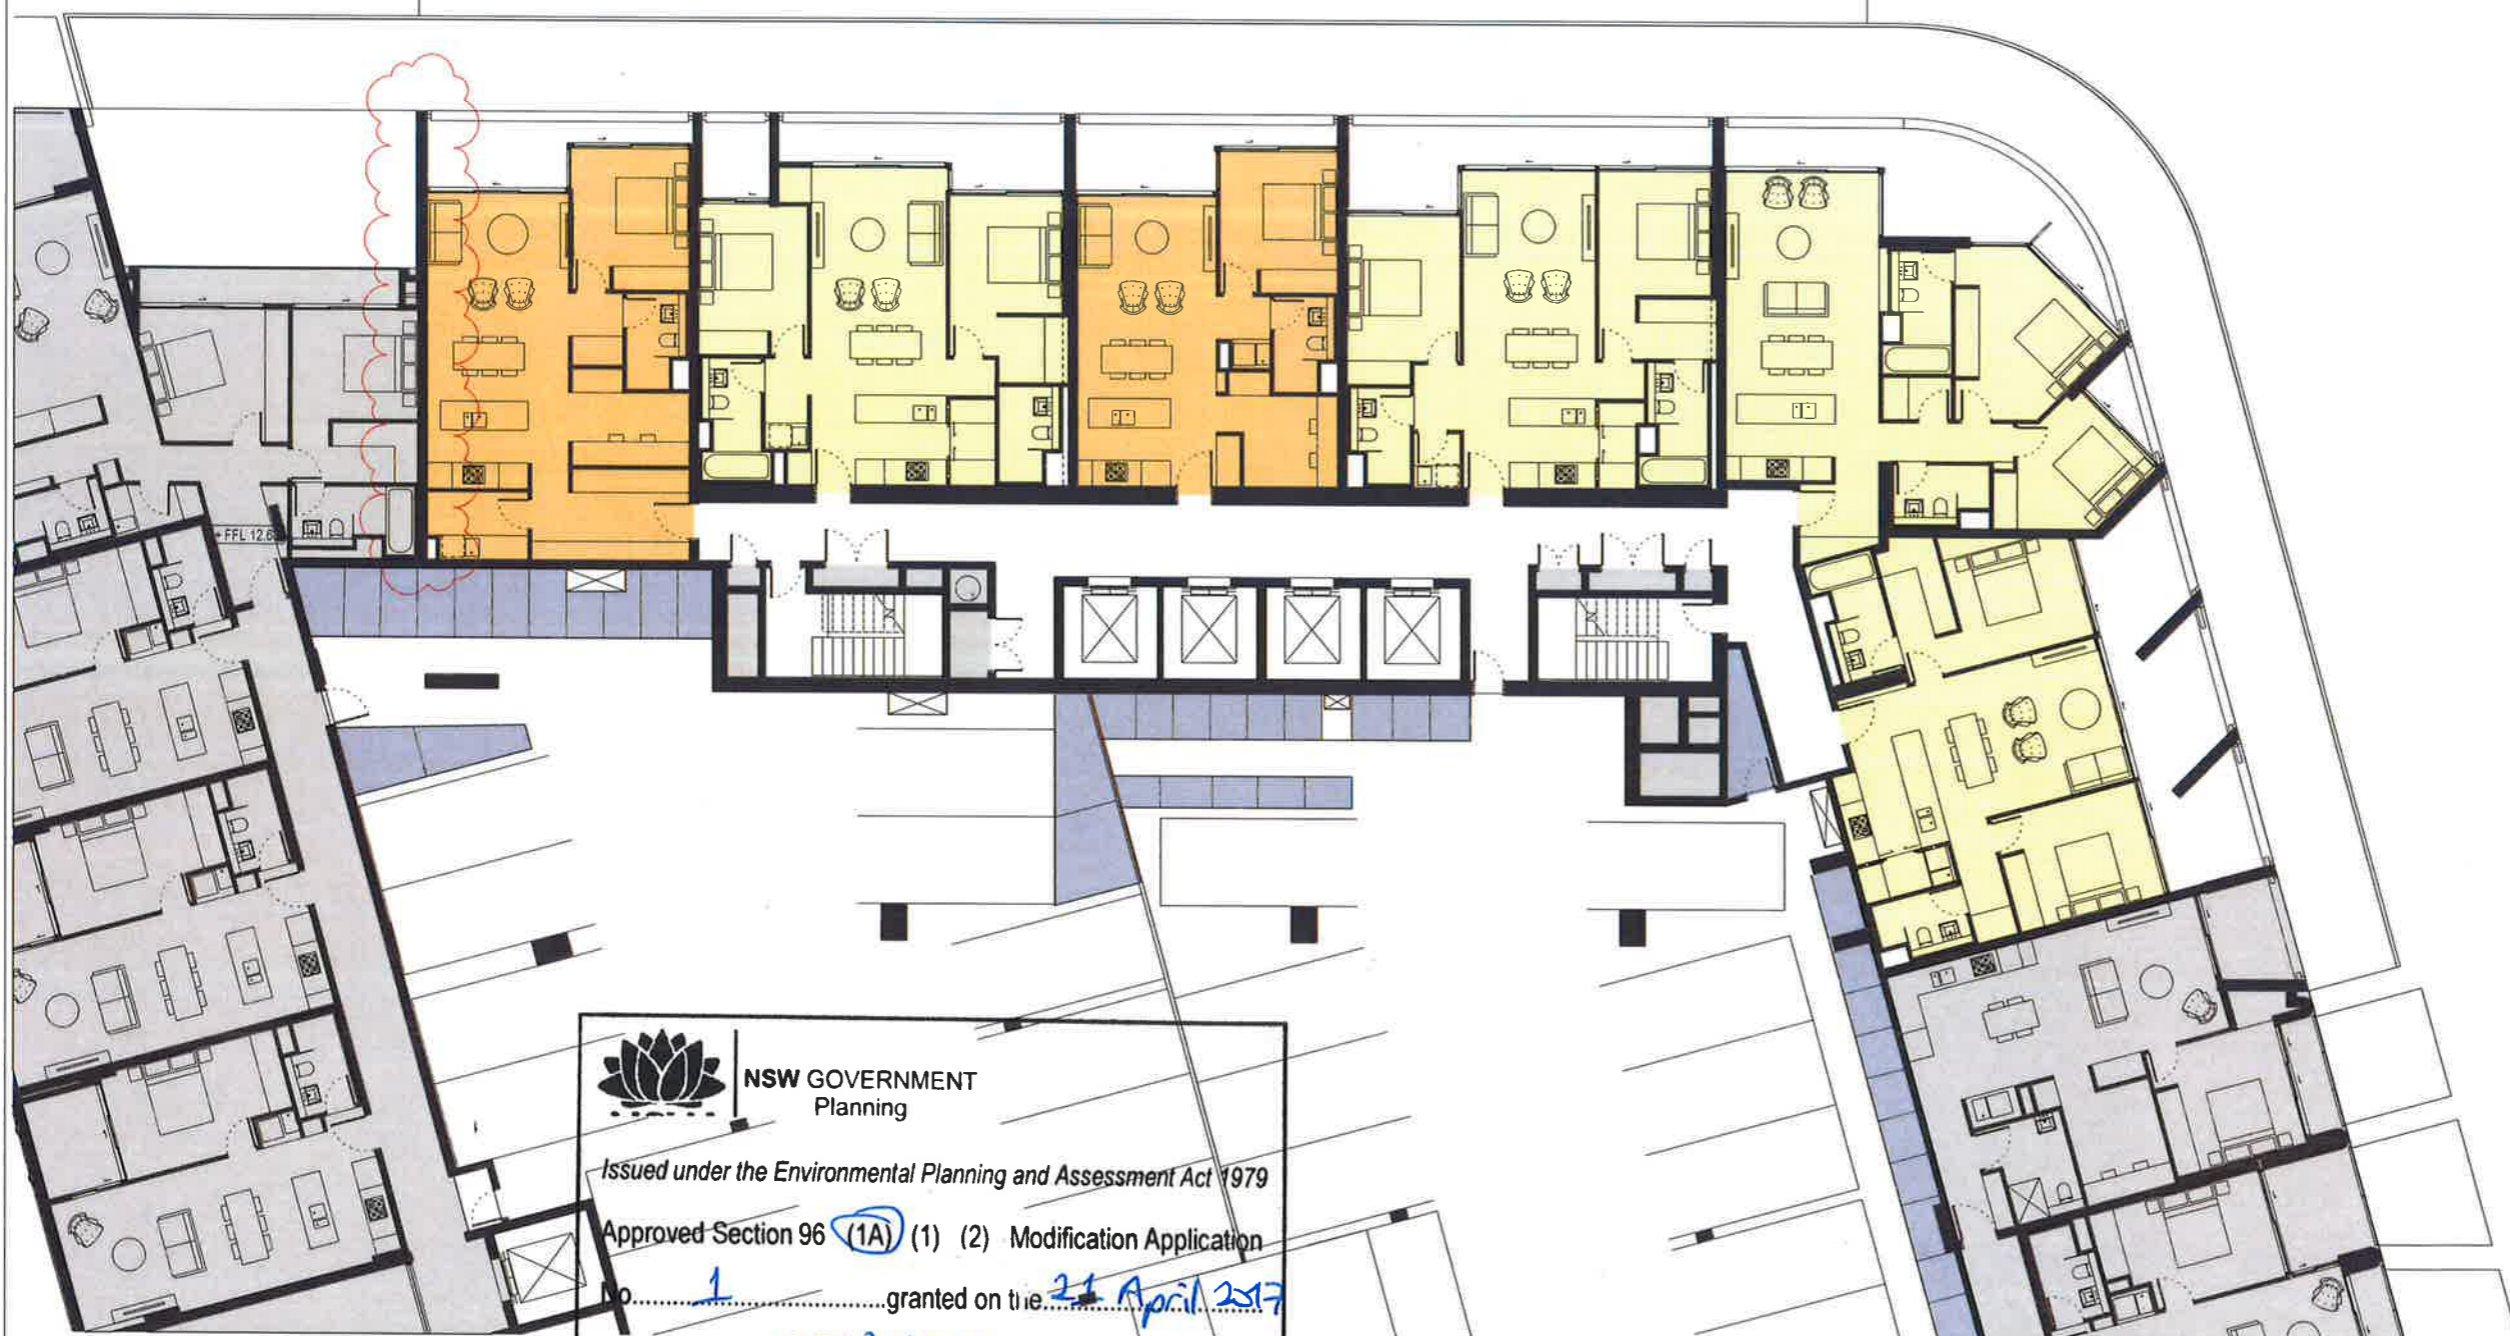 + FFL 12.6
NSW GOVERNMENT
Planning
Issued under the Environmental Planning and Assessment Act 1979
Approved Section 96 (1A) (1) (2) Modification Application
No..........1..........granted on the..21 April 2017